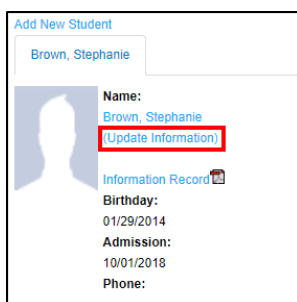 Add New Student
Brown, Stephanie
Name:
Brown, Stephanie
(Update Information)
Information Record
Birthday:
01/29/2014
Admission:
10/01/2018
Phone: